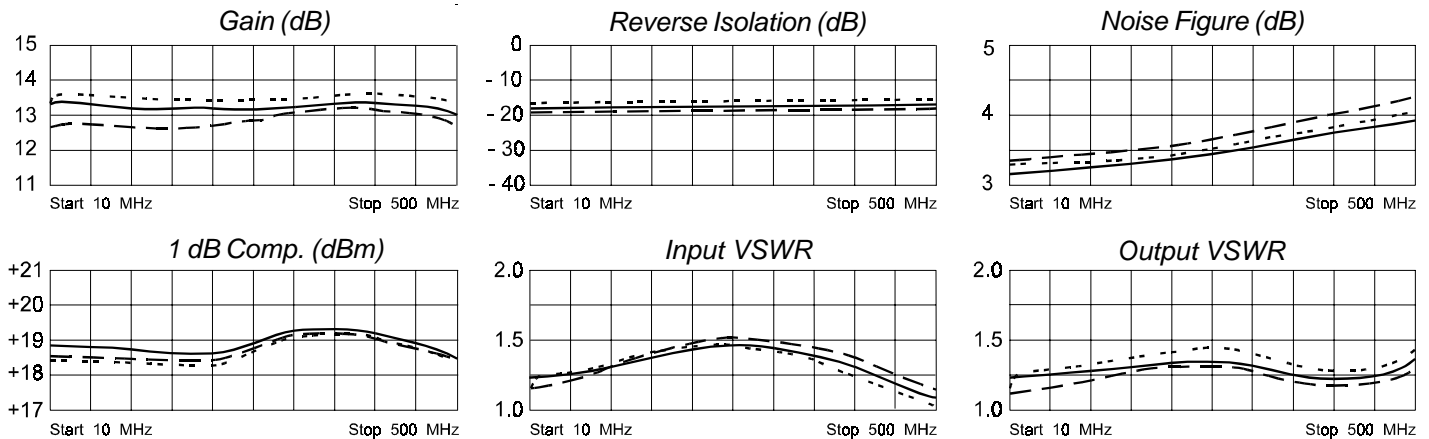 Gain (dB)
15
14
13
12
11
Start 10 MHz Stop 500 MHz
Reverse Isolation (dB)
0
- 10
- 20
- 30
- 40
Start 10 MHz Stop 500 MHz
Noise Figure (dB)
5
4
3
Start 10 MHz Stop 500 MHz
1 dB Comp. (dBm)
+21
+20
+19
+18
+17
Start 10 MHz Stop 500 MHz
Input VSWR
2.0
1.5
1.0
Start 10 MHz Stop 500 MHz
Output VSWR
2.0
1.5
1.0
Start 10 MHz Stop 500 MHz